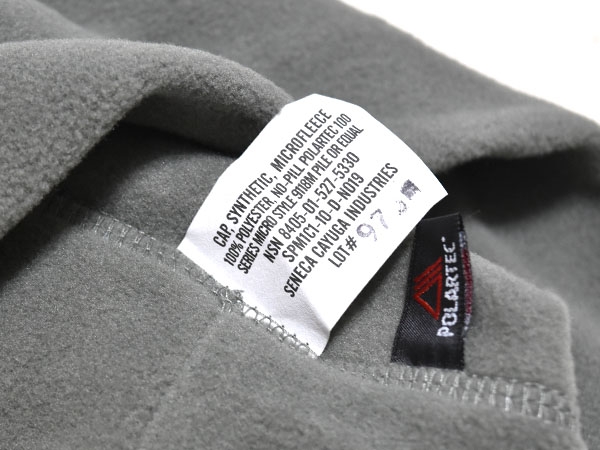 CAP, SYNTHETIC, MICROFLEECE
100% POLYESTER, NO-PILL POLARTEC 100
SERIES MICRO STYLE 9111RM PILE OR EQUAL
NSN 8405-01-527-5330
SPM1C1-10-D-N019
SENECA CAYUGA INDUSTRIES
LOT# 97
POLARTEC